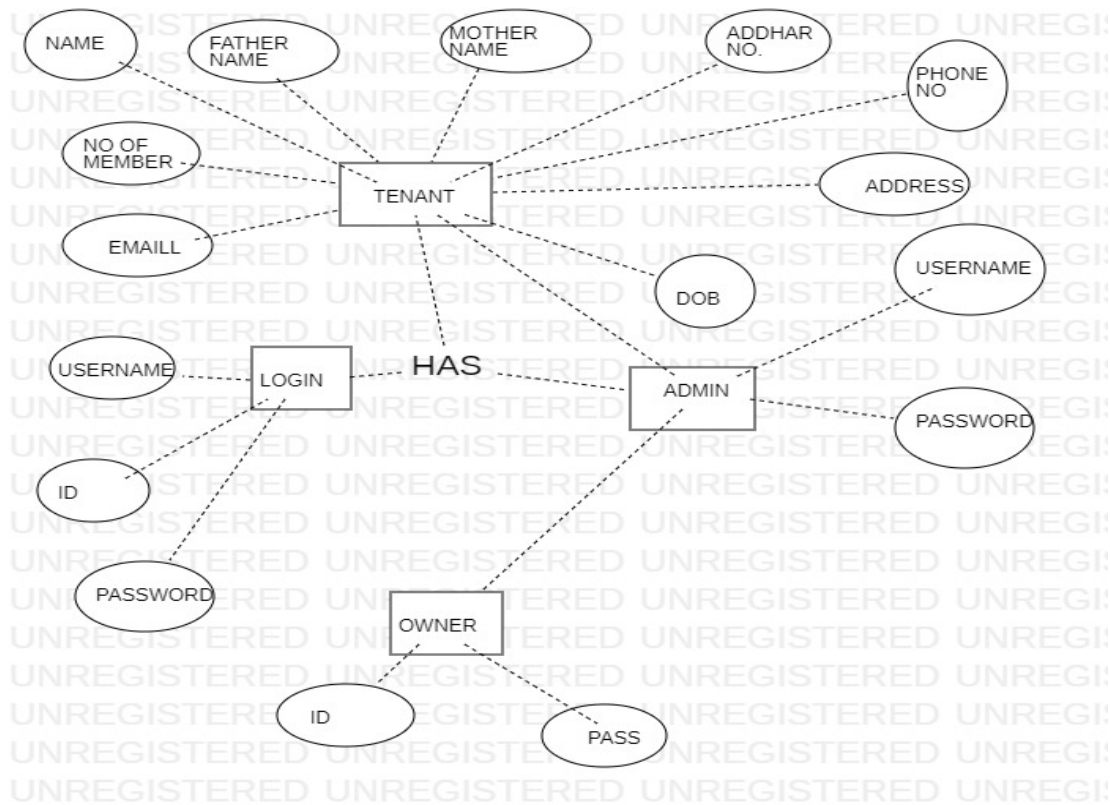 NAME
FATHER
NAME
MOTHER
NAME
ADDHAR
NO.
PHONE
NO
NO OF
MEMBER
TENANT
ADDRESS
EMAILL
DOB
USERNAME
USERNAME
LOGIN
HAS
ADMIN
PASSWORD
ID
PASSWORD
OWNER
ID
PASS
UNREGISTERED